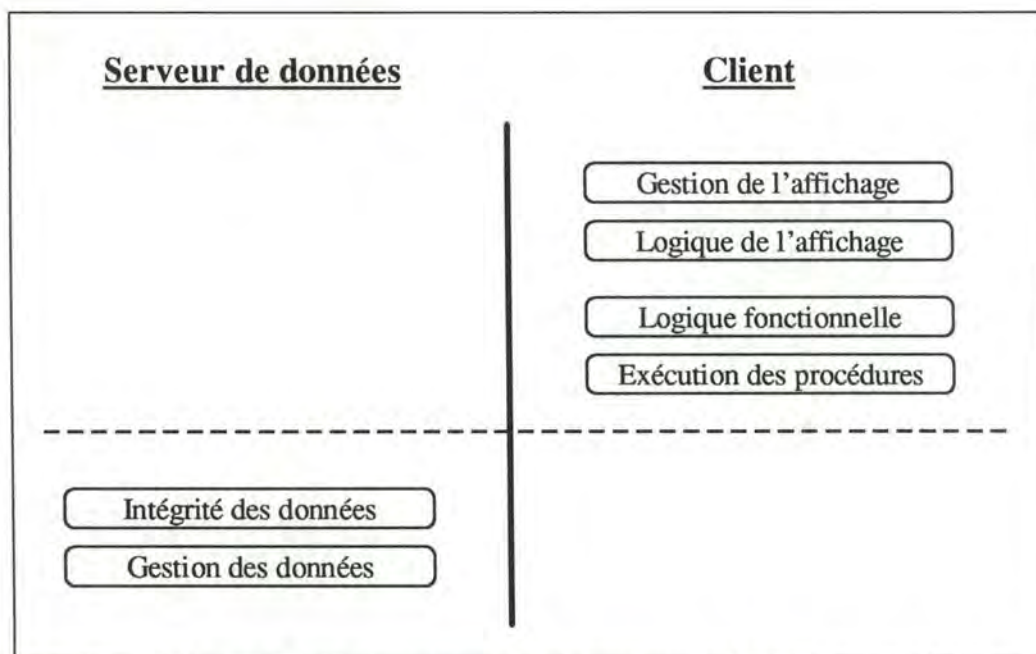 Serveur de données
Client
Gestion de l'affichage
Logique de l'affichage
Logique fonctionnelle
Exécution des procédures
Intégrité des données
Gestion des données